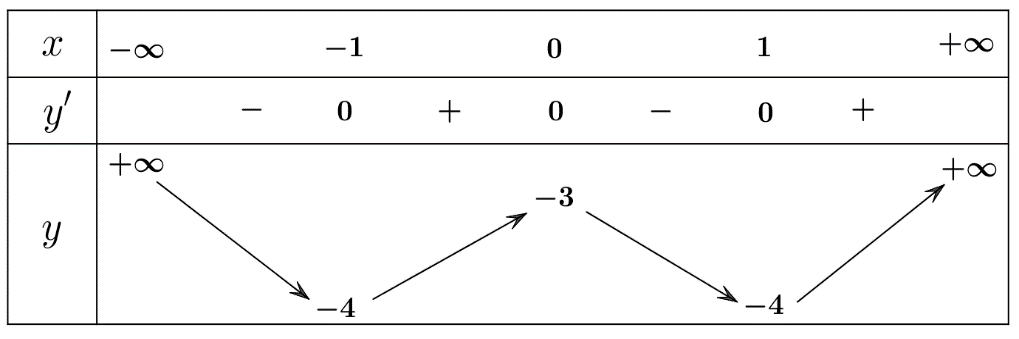 x −∞ −1 0 1 +∞
y′ − 0 + 0 − 0 +
+∞ +∞
−3
y
−4 −4